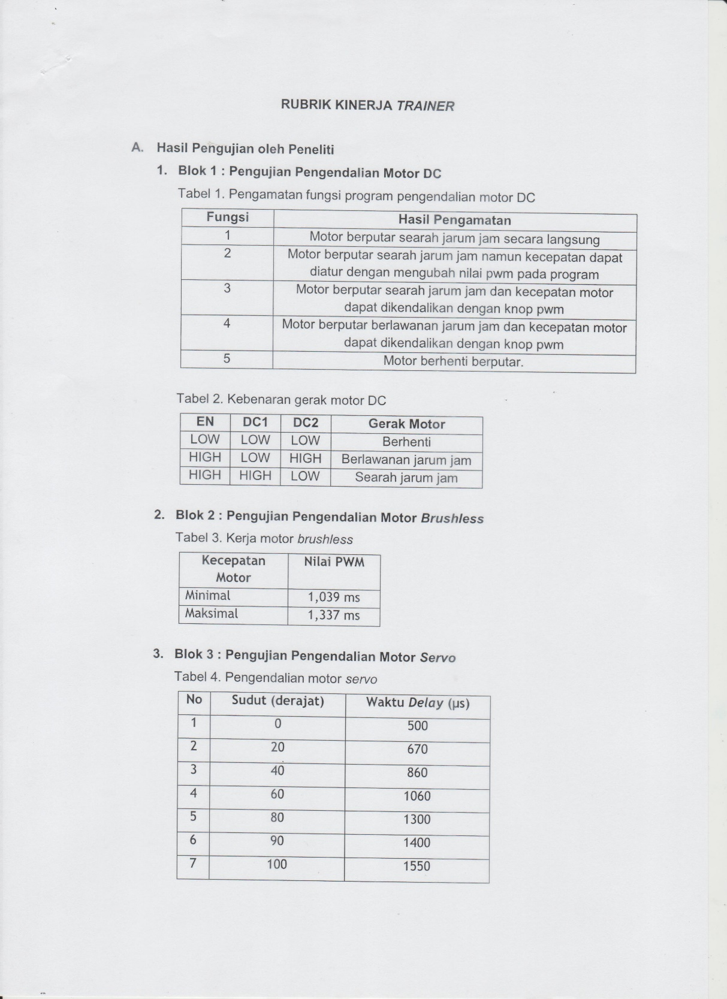 RUBRIK KINERJA TRAINER
A. Hasil Pengujian oleh Peneliti
1. Blok 1 : Pengujian Pengendalian Motor DC
Tabel 1. Pengamatan fungsi program pengendalian motor DC
Fungsi Hasil Pengamatan
1 Motor berputar searah jarum jam secara langsung
2 Motor berputar searah jarum jam namun kecepatan dapat
diatur dengan mengubah nilai pwm pada program
3 Motor berputar searah jarum jam dan kecepatan motor
dapat dikendalikan dengan knop pwm
4 Motor berputar berlawanan jarum jam dan kecepatan motor
dapat dikendalikan dengan knop pwm
5 Motor berhenti berputar.
Tabel 2. Kebenaran gerak motor DC
EN DC1 DC2 Gerak Motor
LOW LOW LOW Berhenti
HIGH LOW HIGH Berlawanan jarum jam
HIGH HIGH LOW Searah jarum jam
2. Blok 2 : Pengujian Pengendalian Motor Brushless
Tabel 3. Kerja motor brushless
Kecepatan Nilai PWM
Motor
Minimal 1,039 ms
Maksimal 1,337 ms
3. Blok 3 : Pengujian Pengendalian Motor Servo
Tabel 4. Pengendalian motor servo
No Sudut (derajat) Waktu Delay (µs)
1 0 500
2 20 670
3 40 860
4 60 1060
5 80 1300
6 90 1400
7 100 1550